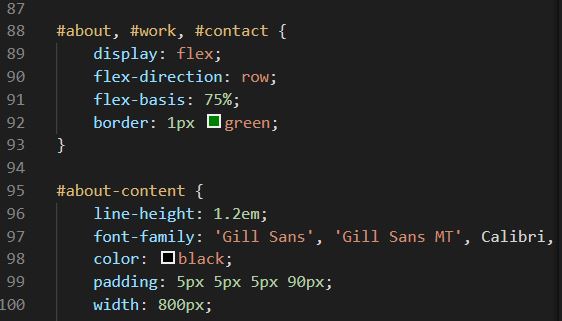 87
88 #about, #work, #contact {
89 display: flex;
90 flex-direction: row;
91 flex-basis: 75%;
92 border: 1px green;
93 }
94
95 #about-content {
96 line-height: 1.2em;
97 font-family: 'Gill Sans', 'Gill Sans MT', Calibri,
98 color: black;
99 padding: 5px 5px 5px 90px;
100 width: 800px;